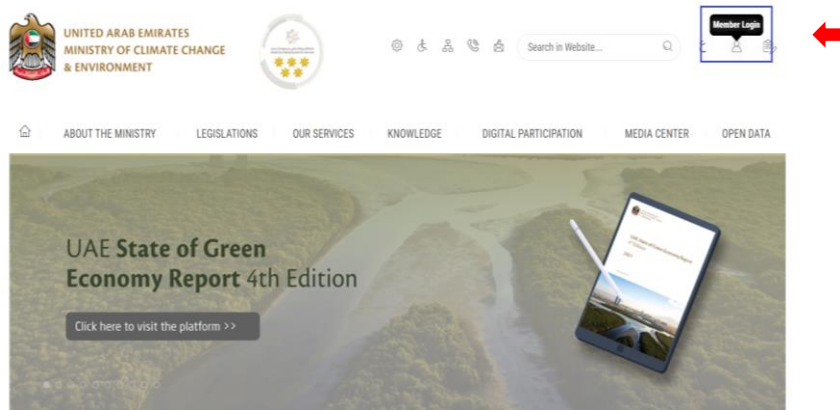 UNITED ARAB EMIRATES
MINISTRY OF CLIMATE CHANGE
& ENVIRONMENT
Search in Website...
Member Login
ABOUT THE MINISTRY
LEGISLATIONS
OUR SERVICES
KNOWLEDGE
DIGITAL PARTICIPATION
MEDIA CENTER
OPEN DATA
UAE State of Green
Economy Report 4th Edition
Click here to visit the platform >>